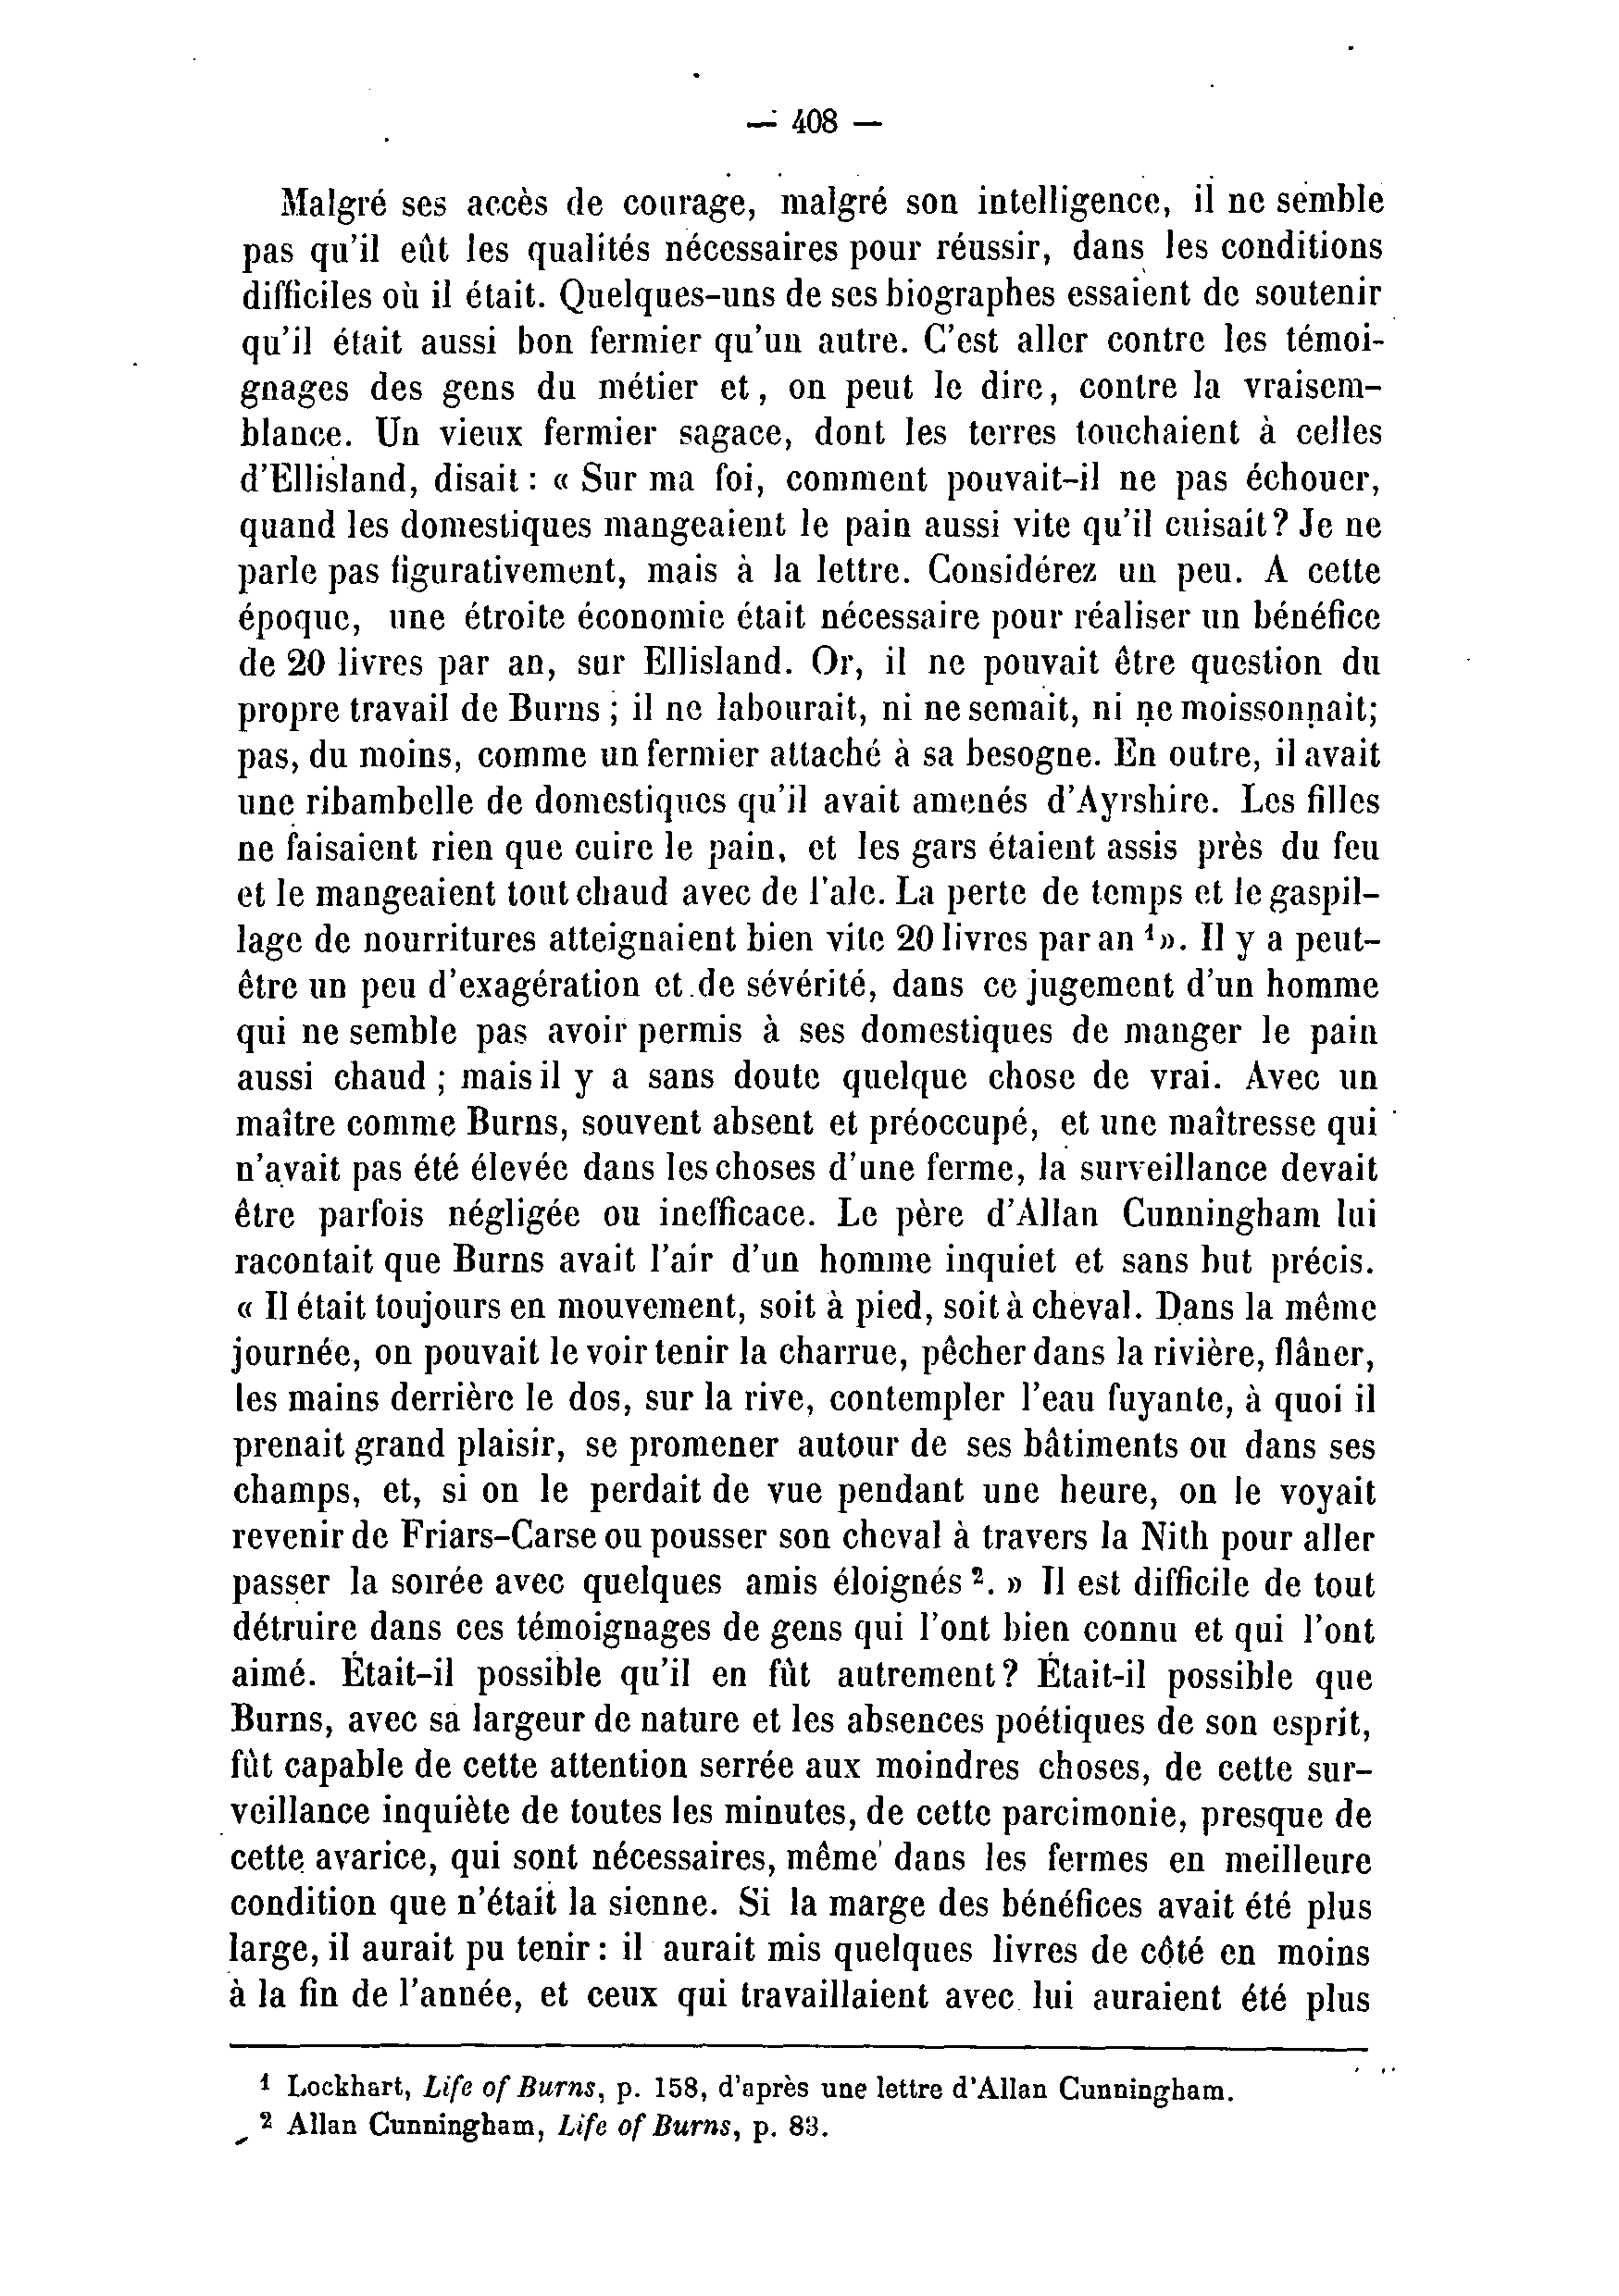 — 408 —
Malgré ses accès de courage, malgré son intelligence, il ne semble
pas qu'il eût les qualités nécessaires pour réussir, dans les conditions
difficiles où il était. Quelques-uns de ses biographes essaient de soutenir
qu'il était aussi bon fermier qu'un autre. C'est aller contre les témoi-
gnages des gens du métier et, on peut le dire, contre la vraisem-
blance. Un vieux fermier sagace, dont les terres touchaient à celles
d'Ellisland, disait : « Sur ma foi, comment pouvait-il ne pas échouer,
quand les domestiques mangeaient le pain aussi vite qu'il cuisait? Je ne
parle pas figurativement, mais à la lettre. Considérez un peu. A cette
époque, une étroite économie était nécessaire pour réaliser un bénéfice
de 20 livres par an, sur Ellisland. Or, il ne pouvait être question du
propre travail de Burns ; il ne labourait, ni ne semait, ni ne moissonnait;
pas, du moins, comme un fermier attaché à sa besogne. En outre, il avait
une ribambelle de domestiques qu'il avait amenés d'Ayrshire. Les filles
ne faisaient rien que cuire le pain, et les gars étaient assis près du feu
et le mangeaient tout chaud avec de l'ale. La perte de temps et le gaspil-
lage de nourritures atteignaient bien vite 20 livres par an ¹». Il y a peut-
être un peu d'exagération et de sévérité, dans ce jugement d'un homme
qui ne semble pas avoir permis à ses domestiques de manger le pain
aussi chaud ; mais il y a sans doute quelque chose de vrai. Avec un
maître comme Burns, souvent absent et préoccupé, et une maîtresse qui
n'avait pas été élevée dans les choses d'une ferme, la surveillance devait
être parfois négligée ou inefficace. Le père d'Allan Cunningham lui
racontait que Burns avait l'air d'un homme inquiet et sans but précis.
« Il était toujours en mouvement, soit à pied, soit à cheval. Dans la même
journée, on pouvait le voir tenir la charrue, pêcher dans la rivière, flâner,
les mains derrière le dos, sur la rive, contempler l'eau fuyante, à quoi il
prenait grand plaisir, se promener autour de ses bâtiments ou dans ses
champs, et, si on le perdait de vue pendant une heure, on le voyait
revenir de Friars-Carse ou pousser son cheval à travers la Nith pour aller
passer la soirée avec quelques amis éloignés ². » Il est difficile de tout
détruire dans ces témoignages de gens qui l'ont bien connu et qui l'ont
aimé. Était-il possible qu'il en fût autrement? Était-il possible que
Burns, avec sa largeur de nature et les absences poétiques de son esprit,
fût capable de cette attention serrée aux moindres choses, de cette sur-
veillance inquiète de toutes les minutes, de cette parcimonie, presque de
cette avarice, qui sont nécessaires, même dans les fermes en meilleure
condition que n'était la sienne. Si la marge des bénéfices avait été plus
large, il aurait pu tenir : il aurait mis quelques livres de côté en moins
à la fin de l'année, et ceux qui travaillaient avec lui auraient été plus
¹ Lockhart, Life of Burns, p. 158, d'après une lettre d'Allan Cunningham.
² Allan Cunningham, Life of Burns, p. 83.